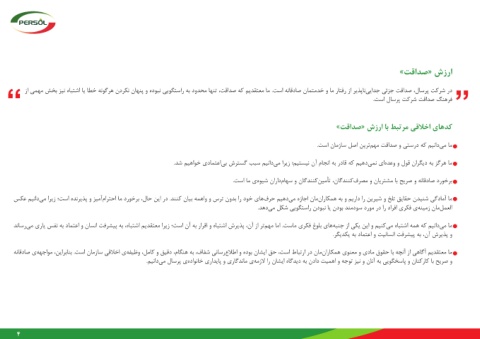 PERSOL
ارزش «صداقت»
در شرکت پرسال، صداقت جزئی جدایی‌ناپذیر از رفتار ما و خدمتمان صادقانه است. ما معتقدیم که صداقت، تنها محدود به راستگویی نبوده و پنهان نکردن هرگونه خطا یا اشتباه نیز بخش مهمی از
فرهنگ صداقت شرکت پرسال است.
کدهای اخلاقی مرتبط با ارزش «صداقت»
ما می‌دانیم که درستی و صداقت مهم‌ترین اصل سازمان است.
ما هرگز به دیگران قول و وعده‌ای نمی‌دهیم که قادر به انجام آن نیستیم؛ زیرا می‌دانیم سبب گسترش بی‌اعتمادی خواهیم شد.
برخورد صادقانه و صریح با مشتریان و مصرف‌کنندگان، تأمین‌کنندگان و سهام‌داران شیوه‌ی ما است.
ما آمادگی شنیدن حقایق تلخ و شیرین را داریم و به همکاران‌مان اجازه می‌دهیم حرف‌های خود را بدون ترس و واهمه بیان کنند. در این حال، برخورد ما احترام‌آمیز و پذیرنده است؛ زیرا می‌دانیم عکس
العمل‌مان زمینه‌ی فکری افراد را در مورد سودمند بودن یا نبودن راستگویی شکل می‌دهد.
ما می‌دانیم که همه اشتباه می‌کنیم و این یکی از جنبه‌های بلوغ فکری ماست. اما مهم‌تر از آن، پذیرش اشتباه و اقرار به آن است؛ زیرا معتقدیم اشتباه، به پیشرفت انسان و اعتماد به نفس یاری می‌رساند
و پذیرش آن، به پیشرفت انسانیت و اعتماد به یکدیگر.
ما معتقدیم آگاهی از آنچه با حقوق مادی و معنوی همکاران‌مان در ارتباط است، حق ایشان بوده و اطلاع‌رسانی شفاف، به هنگام، دقیق و کامل، وظیفه‌ی اخلاقی سازمان است. بنابراین، مواجهه‌ی صادقانه
و صریح با کارکنان و پاسخگویی به آنان و نیز توجه و اهمیت دادن به دیدگاه ایشان را لازمه‌ی ماندگاری و پایداری خانواده‌ی پرسال می‌دانیم.